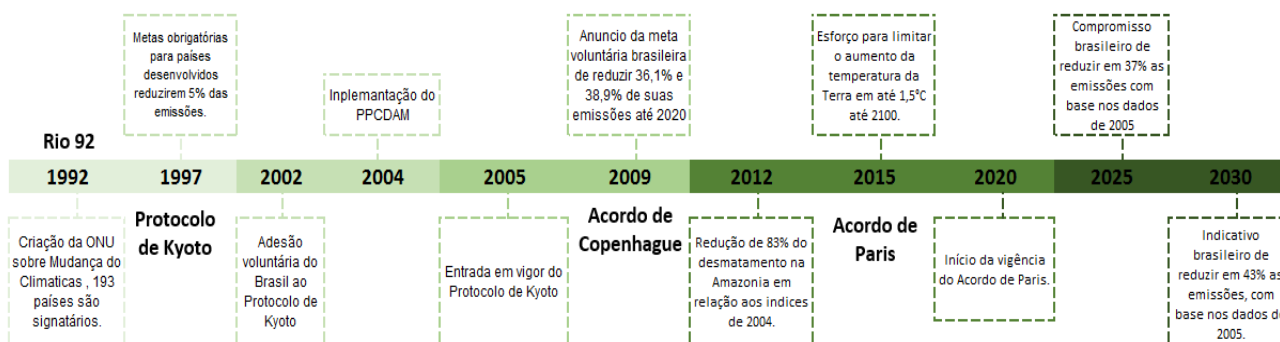 Metas obrigatórias
para países
desenvolvidos
reduzirem 5% das
emissões.
Inplemantação do
PPCDAM
Anuncio da meta
voluntária brasileira
de reduzir 36,1% e
38,9% de suas
emissões até 2020
Esforço para limitar
o aumento da
temperatura da
Terra em até 1,5°C
até 2100.
Compromisso
brasileiro de
reduzir em 37% as
emissões com
base nos dados
de 2005
Rio 92
1992 1997 2002 2004 2005 2009 2012 2015 2020 2025 2030
Criação da ONU
sobre Mudança do
Climaticas , 193
países são
signatários.
Protocolo
de Kyoto
Adesão
voluntária do
Brasil ao
Protocolo de
Kyoto
Entrada em vigor do
Protocolo de Kyoto
Acordo de
Copenhague
Redução de 83% do
desmatamento na
Amazonia em
relação aos indices
de 2004.
Acordo de
Paris
Início da vigência
do Acordo de Paris.
Indicativo
brasileiro de
reduzir em 43% as
emissões, com
base nos dados de
2005.